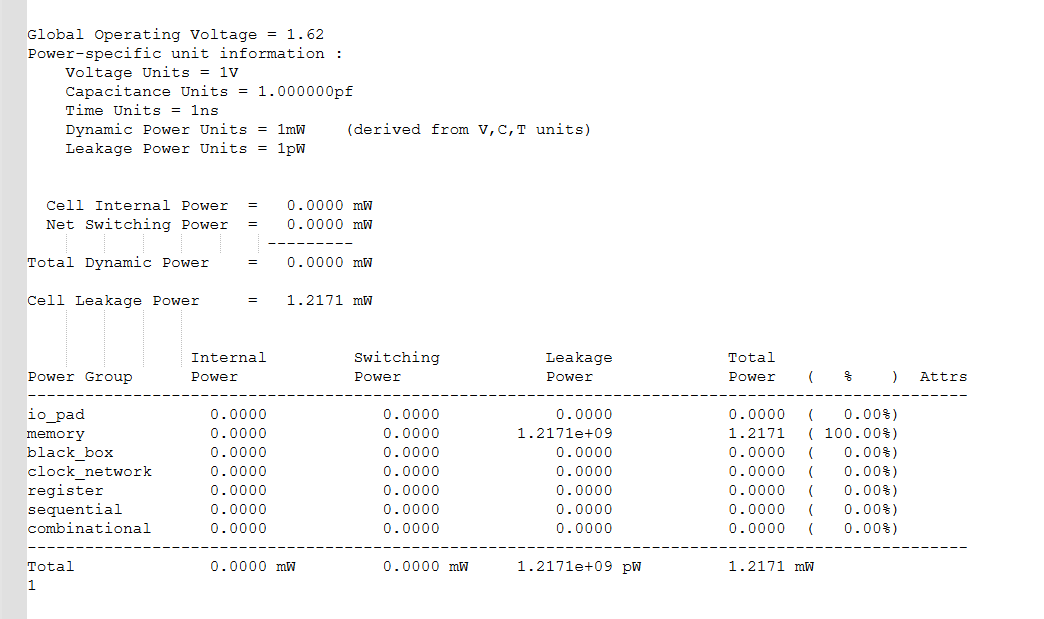 Global Operating Voltage = 1.62
Power-specific unit information :
    Voltage Units = 1V
    Capacitance Units = 1.000000pf
    Time Units = 1ns
    Dynamic Power Units = 1mW    (derived from V,C,T units)
    Leakage Power Units = 1pW
  Cell Internal Power  =   0.0000 mW
  Net Switching Power  =   0.0000 mW
                         ---------
Total Dynamic Power    =   0.0000 mW
Cell Leakage Power     =   1.2171 mW
                 Internal         Switching           Leakage            Total
Power Group      Power            Power               Power              Power   (   %    )  Attrs
--------------------------------------------------------------------------------------------------
io_pad             0.0000            0.0000            0.0000            0.0000  (   0.00%)
memory             0.0000            0.0000        1.2171e+09            1.2171  ( 100.00%)
black_box          0.0000            0.0000            0.0000            0.0000  (   0.00%)
clock_network      0.0000            0.0000            0.0000            0.0000  (   0.00%)
register           0.0000            0.0000            0.0000            0.0000  (   0.00%)
sequential         0.0000            0.0000            0.0000            0.0000  (   0.00%)
combinational      0.0000            0.0000            0.0000            0.0000  (   0.00%)
--------------------------------------------------------------------------------------------------
Total              0.0000 mW         0.0000 mW     1.2171e+09 pW         1.2171 mW
1